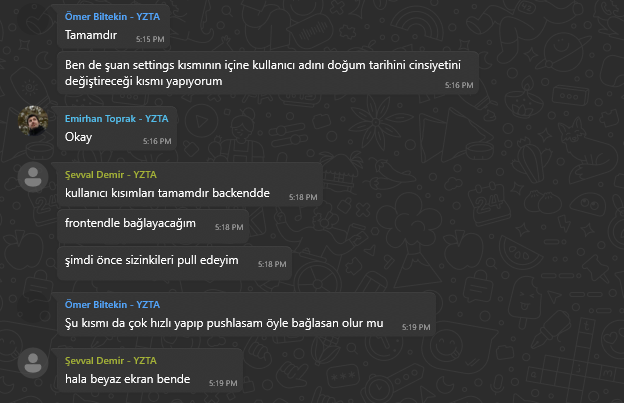 Ömer Biltekin - YZTA
Tamamdır
5:15 PM
Ben de şuan settings kısmının içine kullanıcı adını doğum tarihini cinsiyetini
değiştireceği kısmı yapıyorum
5:16 PM
Emirhan Toprak - YZTA
Okay
5:16 PM
Şevval Demir - YZTA
kullanıcı kısımları tamamdır backendde
5:18 PM
frontendle bağlayacağım
5:18 PM
şimdi önce sizinkileri pull edeyim
5:18 PM
Ömer Biltekin - YZTA
Şu kısmı da çok hızlı yapıp pushlasam öyle bağlasan olur mu
5:19 PM
Şevval Demir - YZTA
hala beyaz ekran bende
5:19 PM